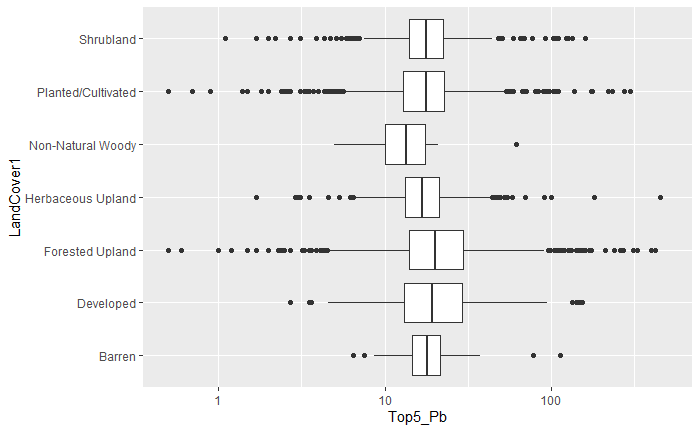 Shrubland
Planted/Cultivated
Non-Natural Woody
Herbaceous Upland
Forested Upland
Developed
Barren
LandCover1
1 10 100
Top5_Pb